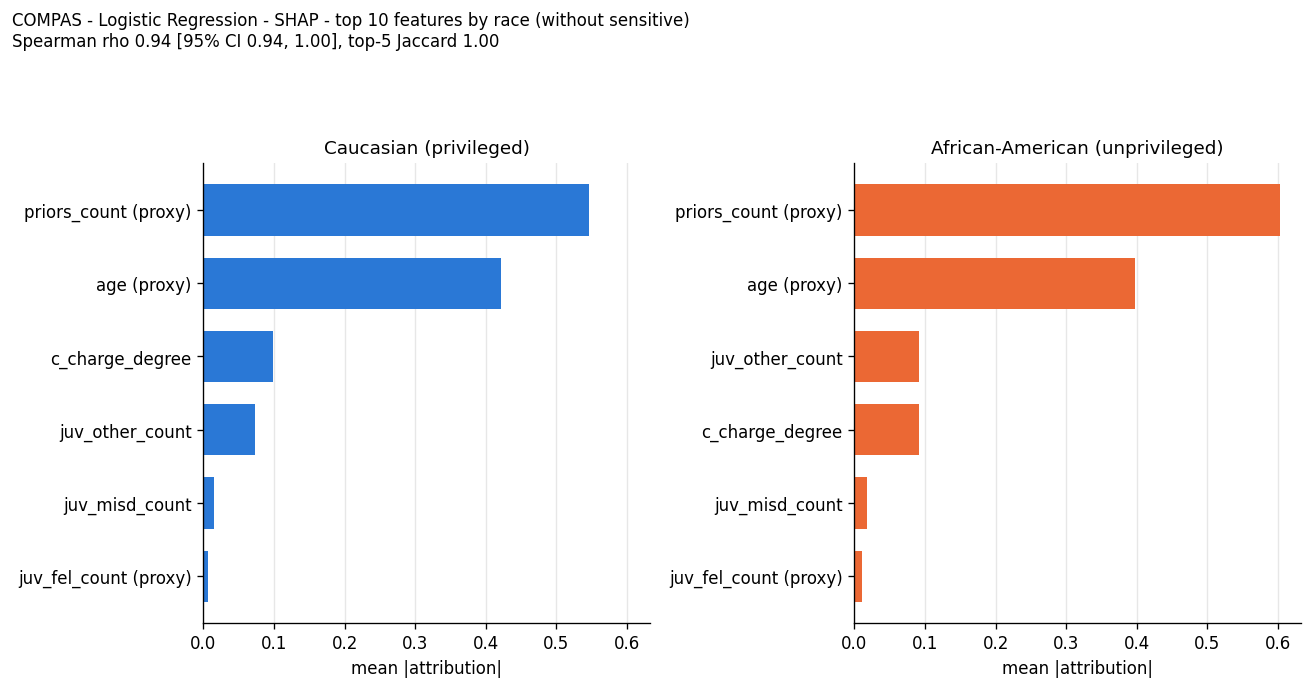 COMPAS - Logistic Regression - SHAP - top 10 features by race (without sensitive)
Spearman rho 0.94 [95% CI 0.94, 1.00], top-5 Jaccard 1.00
Caucasian (privileged)
priors_count (proxy)
age (proxy)
c_charge_degree
juv_other_count
juv_misd_count
juv_fel_count (proxy)
0.0 0.1 0.2 0.3 0.4 0.5 0.6
mean |attribution|
African-American (unprivileged)
priors_count (proxy)
age (proxy)
juv_other_count
c_charge_degree
juv_misd_count
juv_fel_count (proxy)
0.0 0.1 0.2 0.3 0.4 0.5 0.6
mean |attribution|